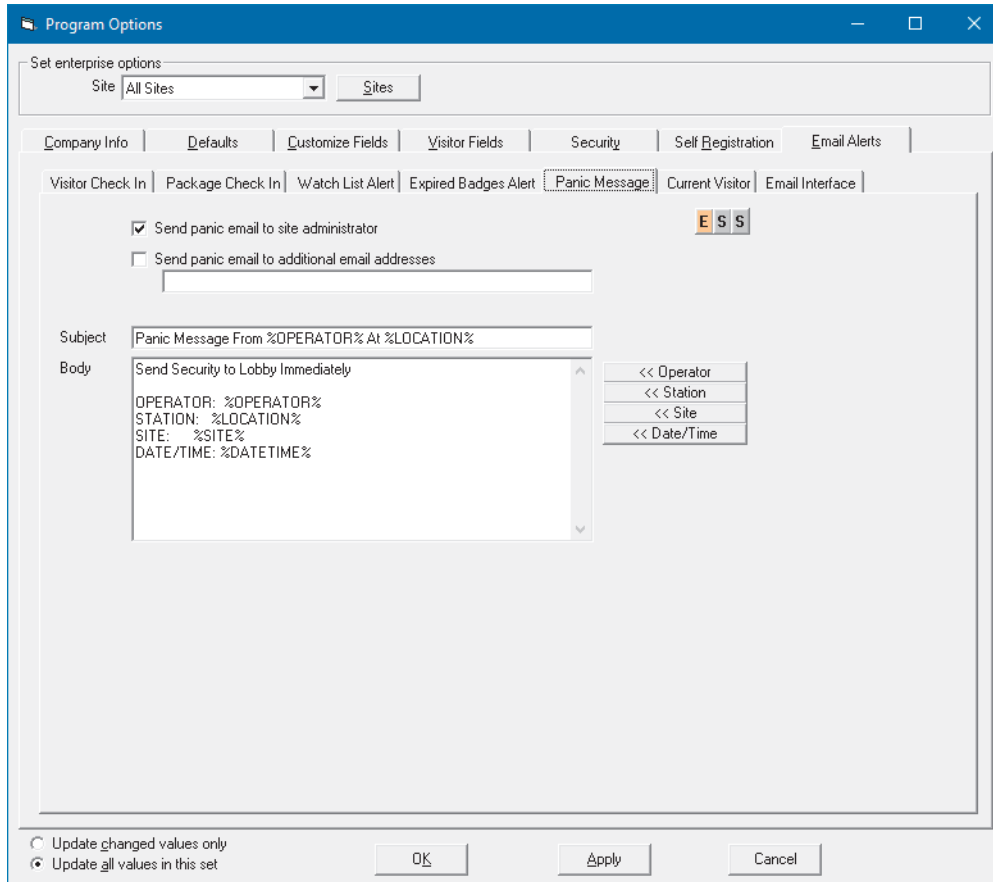 Program Options
Set enterprise options
Site All Sites Sites
Company Info Defaults Customize Fields Visitor Fields Security Self Registration Email Alerts
Visitor Check In Package Check In Watch List Alert Expired Badges Alert Panic Message Current Visitor Email Interface
Send panic email to site administrator E S S
Send panic email to additional email addresses
Subject Panic Message From %OPERATOR% At %LOCATION%
Body Send Security to Lobby Immediately << Operator
<< Station
OPERATOR: %OPERATOR%
STATION: %LOCATION% << Site
SITE: %SITE% << Date/Time
DATE/TIME: %DATETIME%
Update changed values only
Update all values in this set OK Apply Cancel